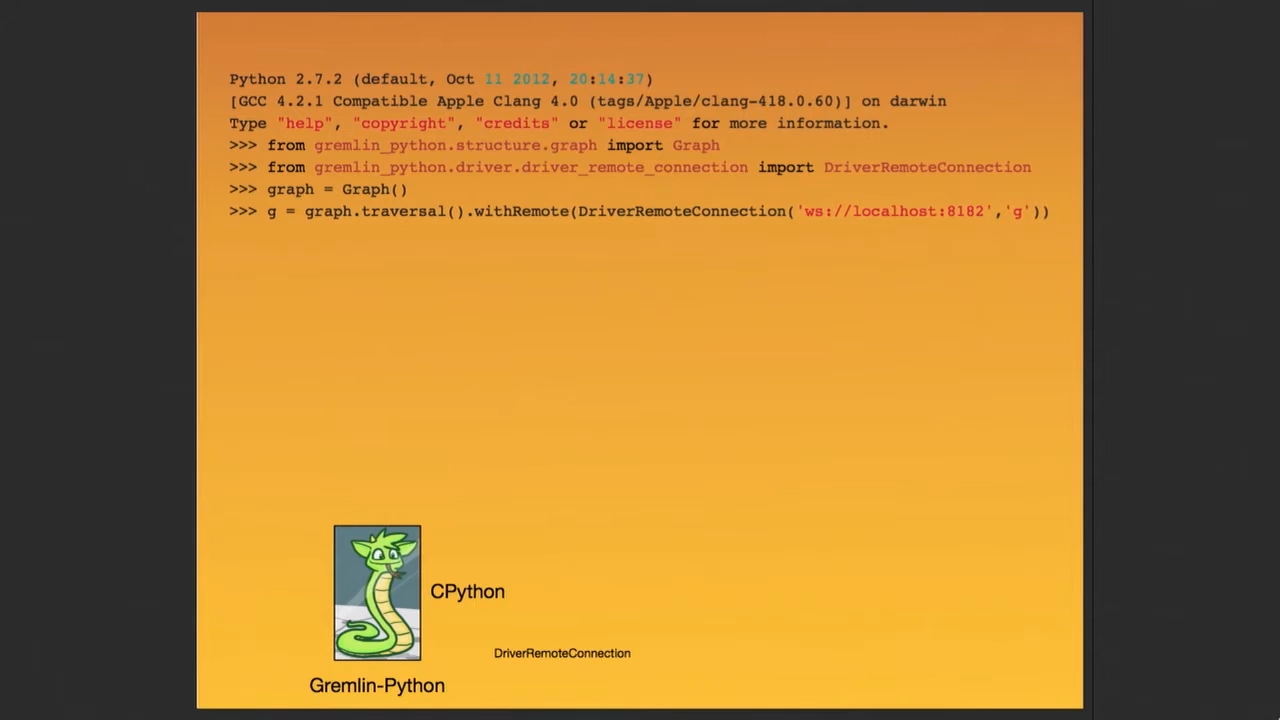 Python 2.7.2 (default, Oct 11 2012, 20:14:37)
[GCC 4.2.1 Compatible Apple Clang 4.0 (tags/Apple/clang-418.0.60)] on darwin
Type "help", "copyright", "credits" or "license" for more information.
>>> from gremlin_python.structure.graph import Graph
>>> from gremlin_python.driver.driver_remote_connection import DriverRemoteConnection
>>> graph = Graph()
>>> g = graph.traversal().withRemote(DriverRemoteConnection('ws://localhost:8182','g'))
CPython
DriverRemoteConnection
Gremlin-Python